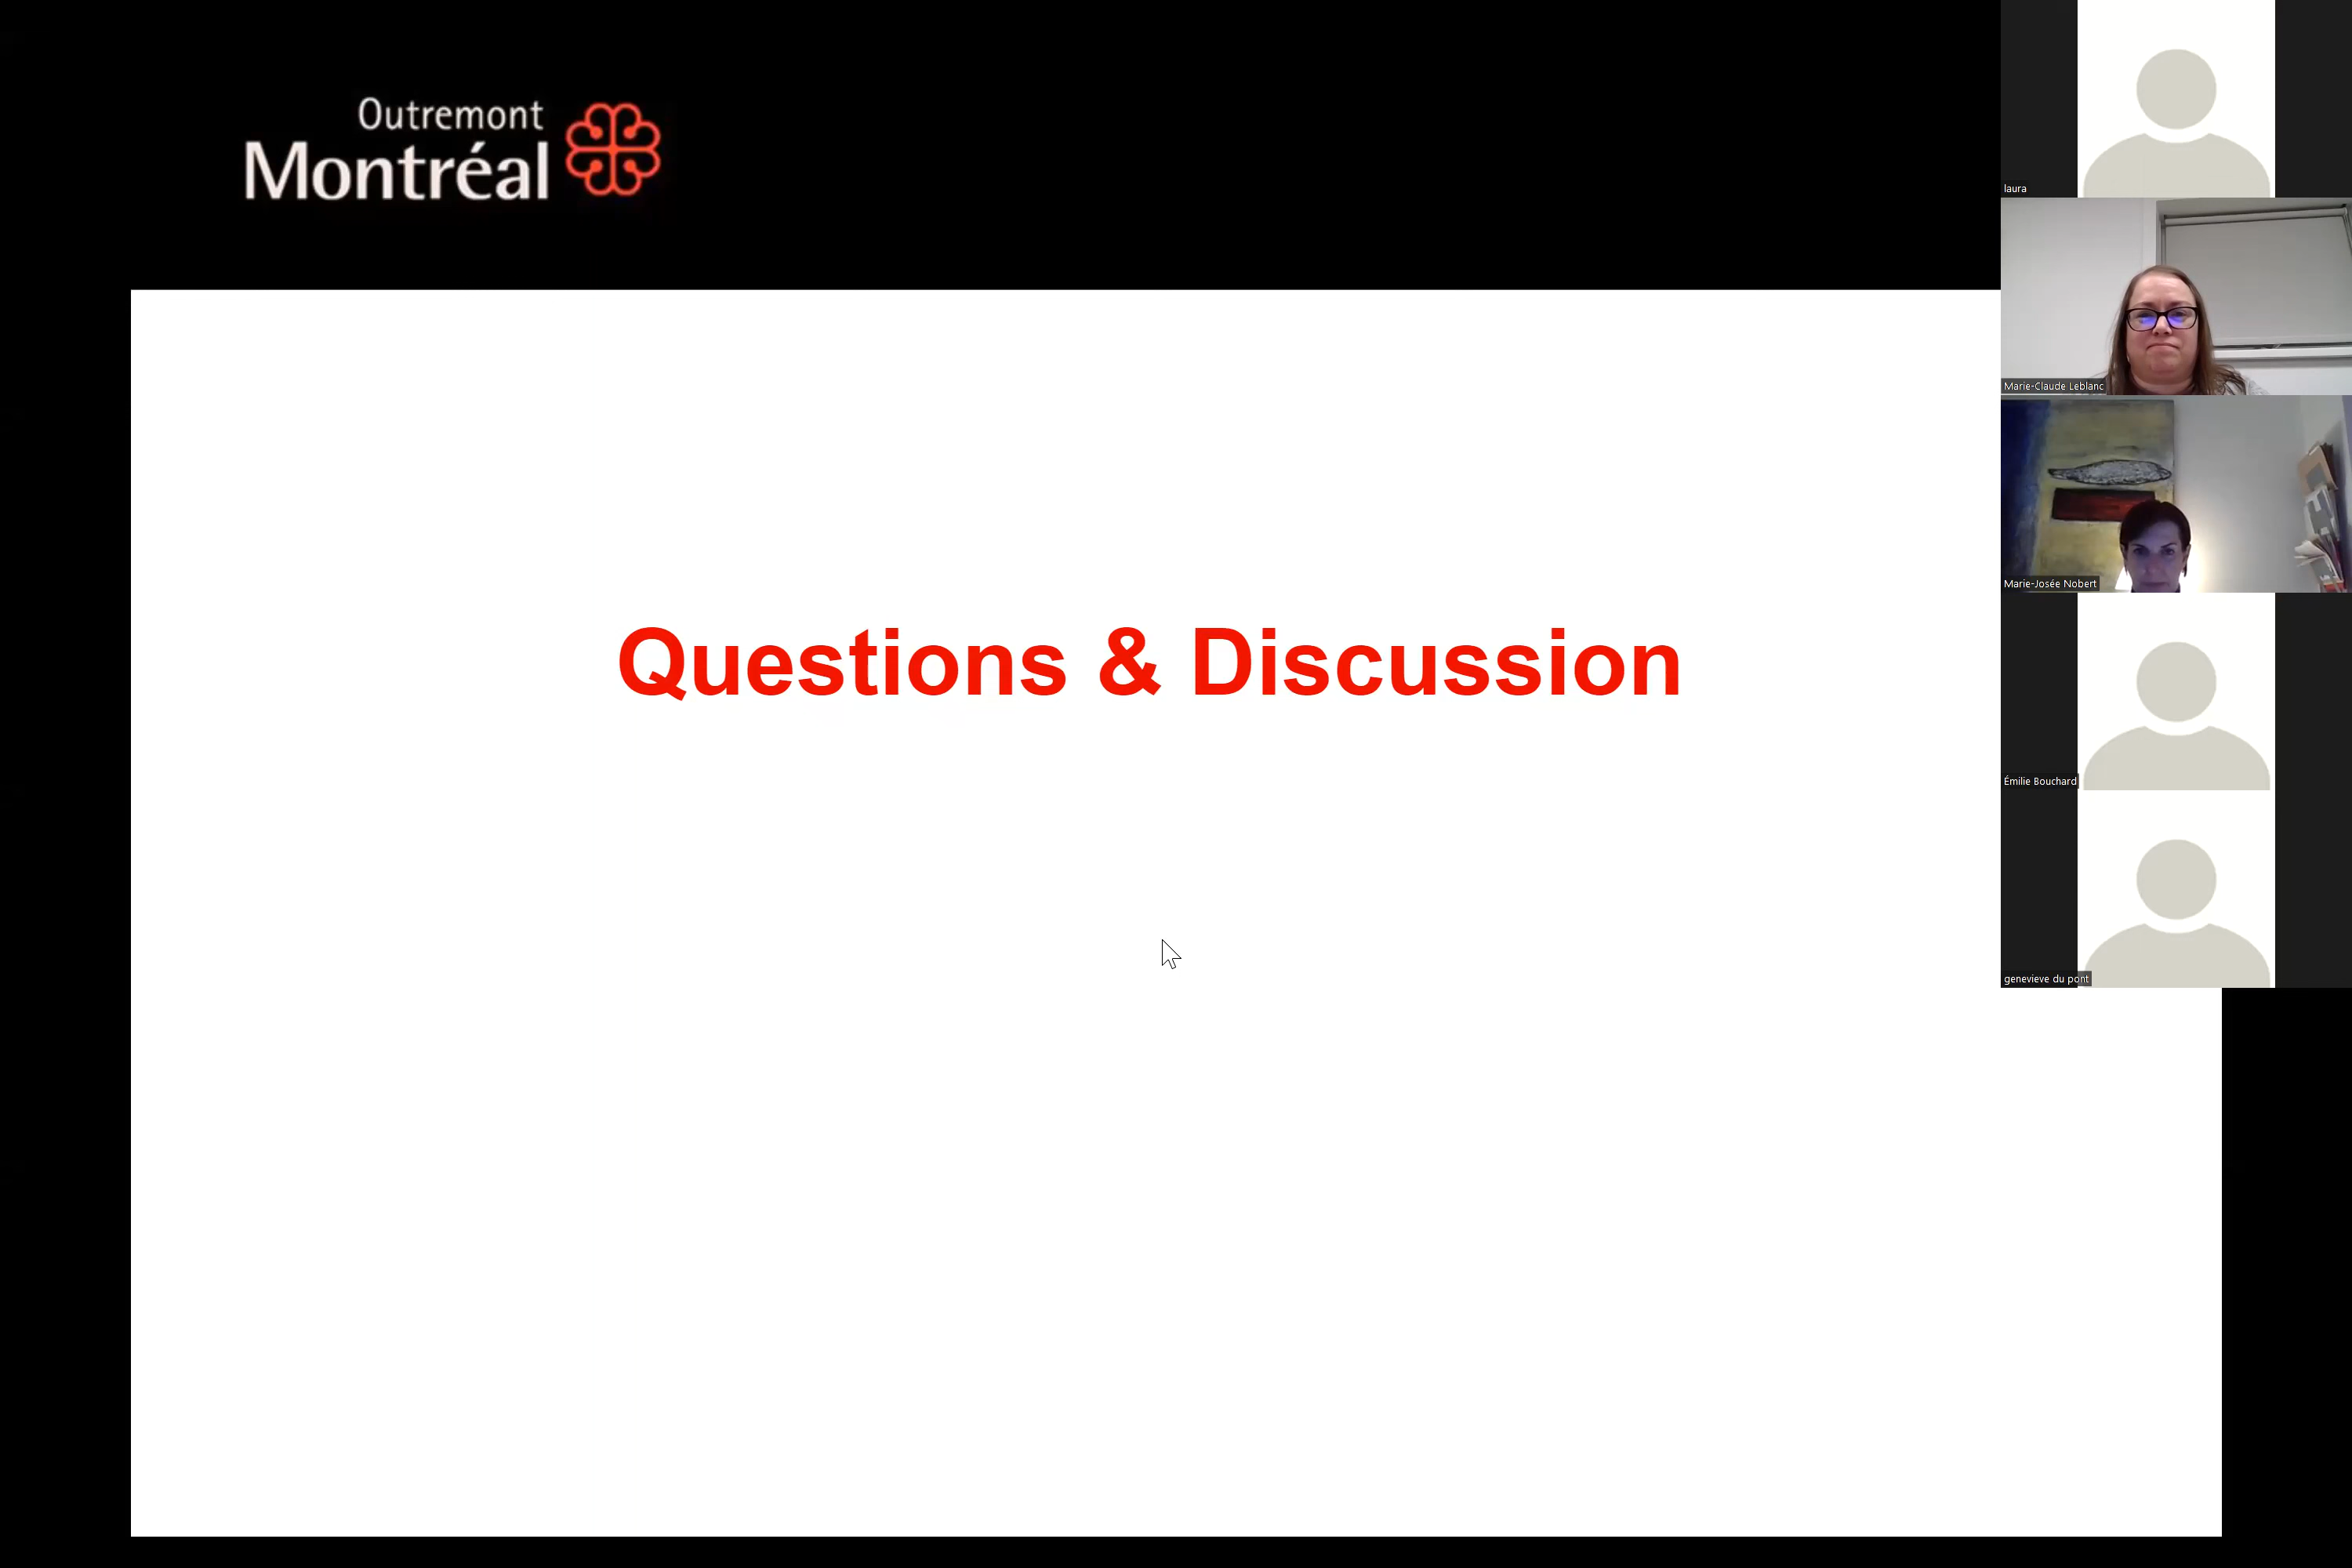 Outremont
Montréal
Questions & Discussion
laura
Marie-Claude Leblanc
Marie-Josée Nobert
Émilie Bouchard
genevieve du pont